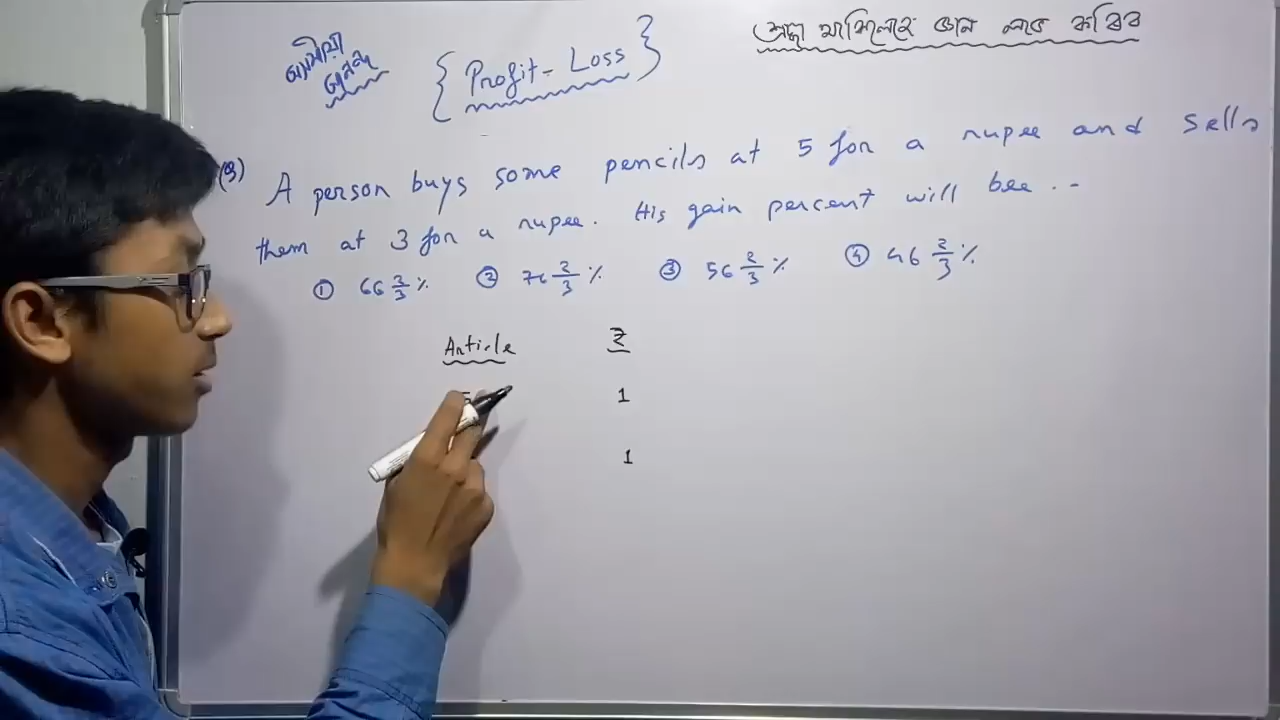 { Profit - Loss }
(Q) A person buys some pencils at 5 for a rupee and sells
them at 3 for a rupee. His gain percent will bee...
① 66 2/3 % ② 76 2/3 % ③ 56 2/3 % ④ 46 2/3 %
Article ₹
5 1
1